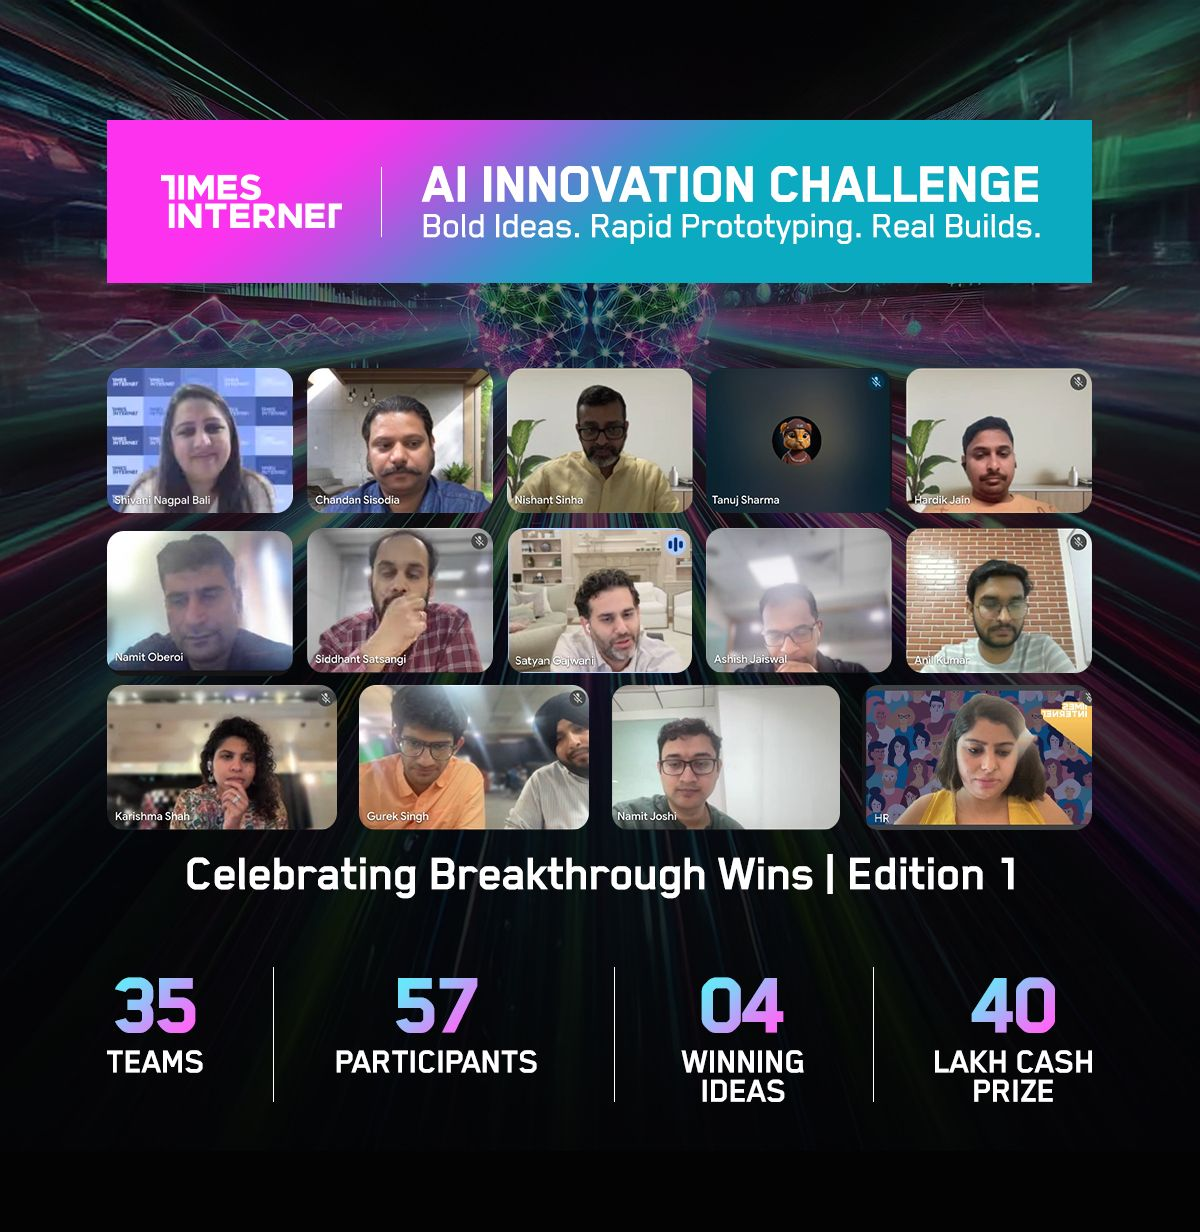 TIMES
INTERNET
AI INNOVATION CHALLENGE
Bold Ideas. Rapid Prototyping. Real Builds.
Shivani Nagpal Bali
Chandan Sisodia
Nishant Sinha
Tanuj Sharma
Hardik Jain
Namit Oberoi
Siddhant Satsangi
Satyan Gajwani
Ashish Jaiswal
Anil Kumar
Karishma Shah
Gurek Singh
Namit Joshi
TIMES
INTERNET
HR
Celebrating Breakthrough Wins | Edition 1
35
TEAMS
57
PARTICIPANTS
04
WINNING
IDEAS
40
LAKH CASH
PRIZE